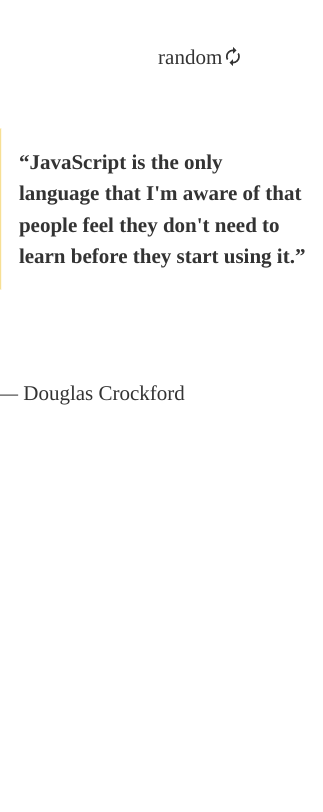 random
“JavaScript is the only
language that I'm aware of that
people feel they don't need to
learn before they start using it.”
— Douglas Crockford